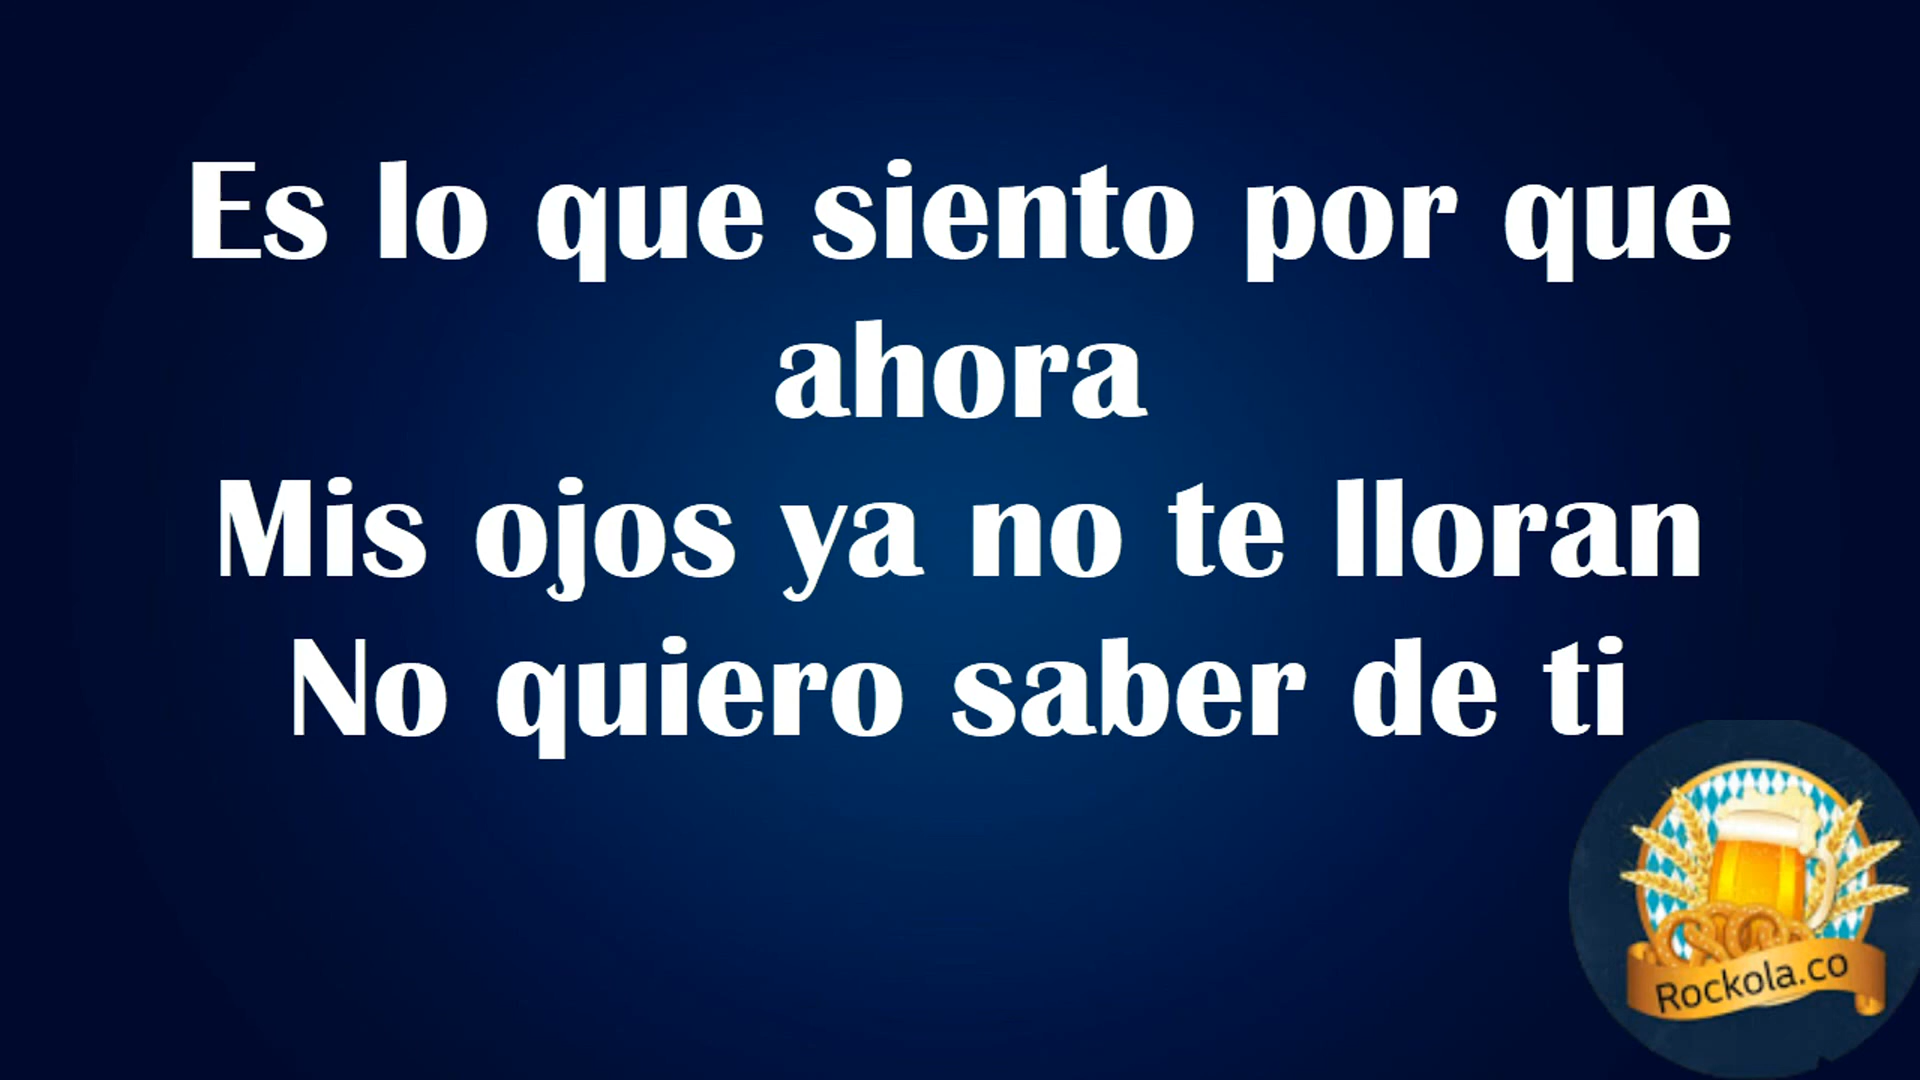 Es lo que siento por que
ahora
Mis ojos ya no te lloran
No quiero saber de ti
Rockola.co